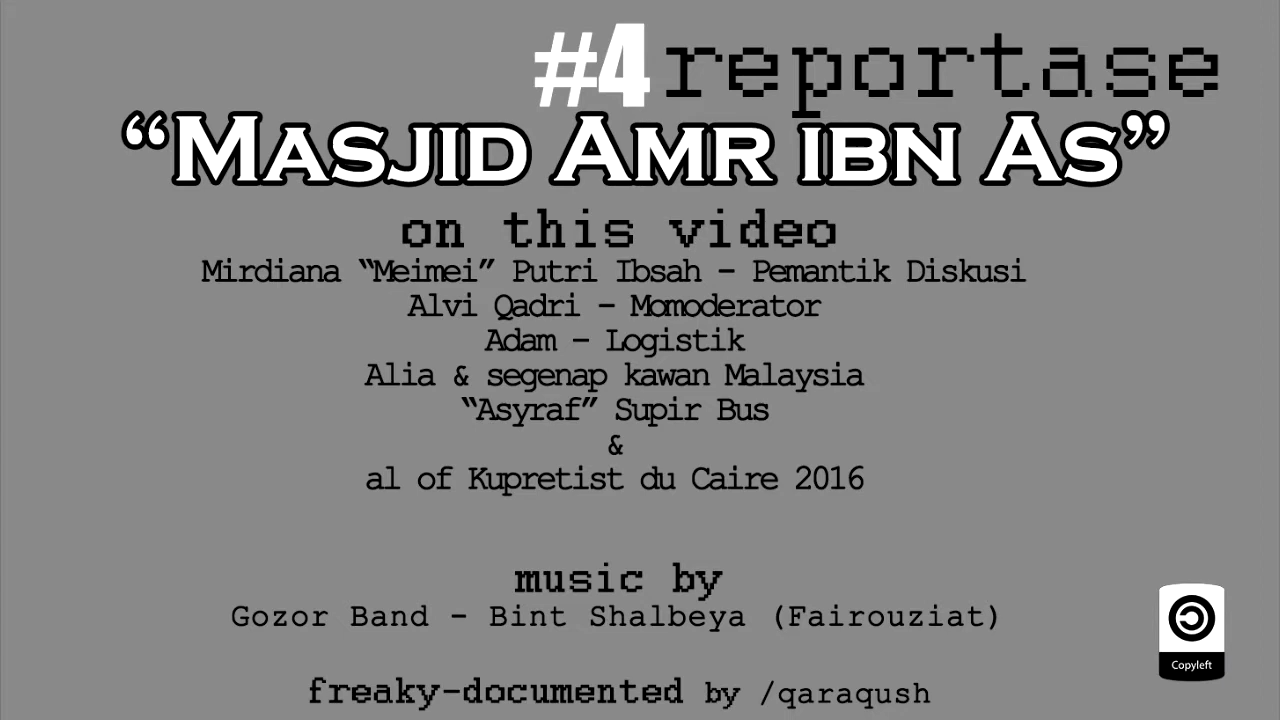 #4 reportase
“MASJID AMR IBN AS”
on this video
Mirdiana “Meimei” Putri Ibsah – Pemantik Diskusi
Alvi Qadri – Momoderator
Adam – Logistik
Alia & segenap kawan Malaysia
“Asyraf” Supir Bus
&
al of Kupretist du Caire 2016
music by
Gozor Band - Bint Shalbeya (Fairouziat)
Copyleft
freaky-documented by /qaraqush